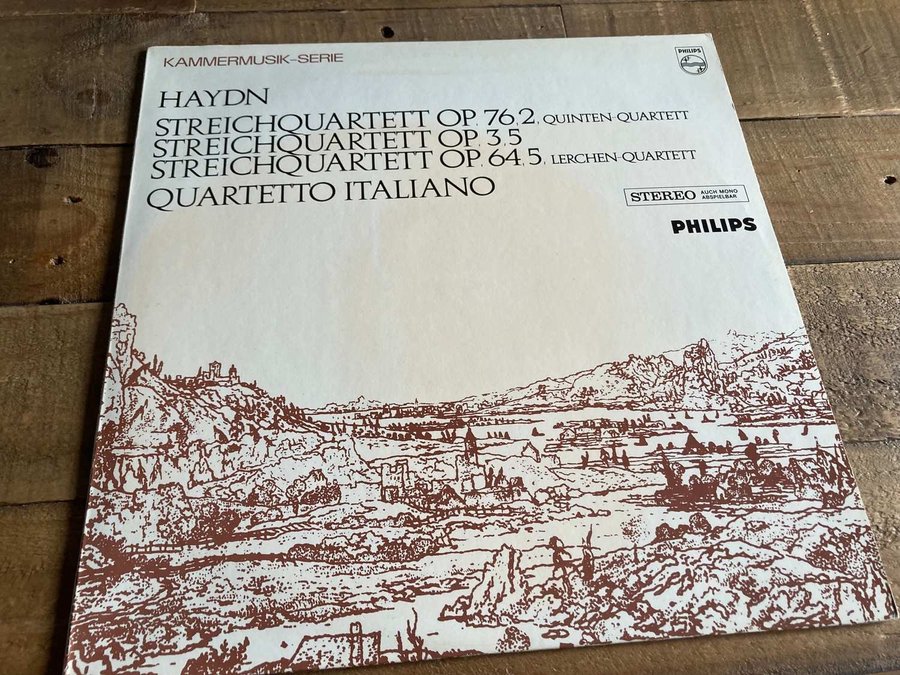 KAMMERMUSIK-SERIE
PHILIPS
HAYDN
STREICHQUARTETT OP. 76,2, QUINTEN-QUARTETT
STREICHQUARTETT OP. 3,5
STREICHQUARTETT OP. 64,5, LERCHEN-QUARTETT
QUARTETTO ITALIANO
STEREO AUCH MONO ABSPIELBAR
PHILIPS